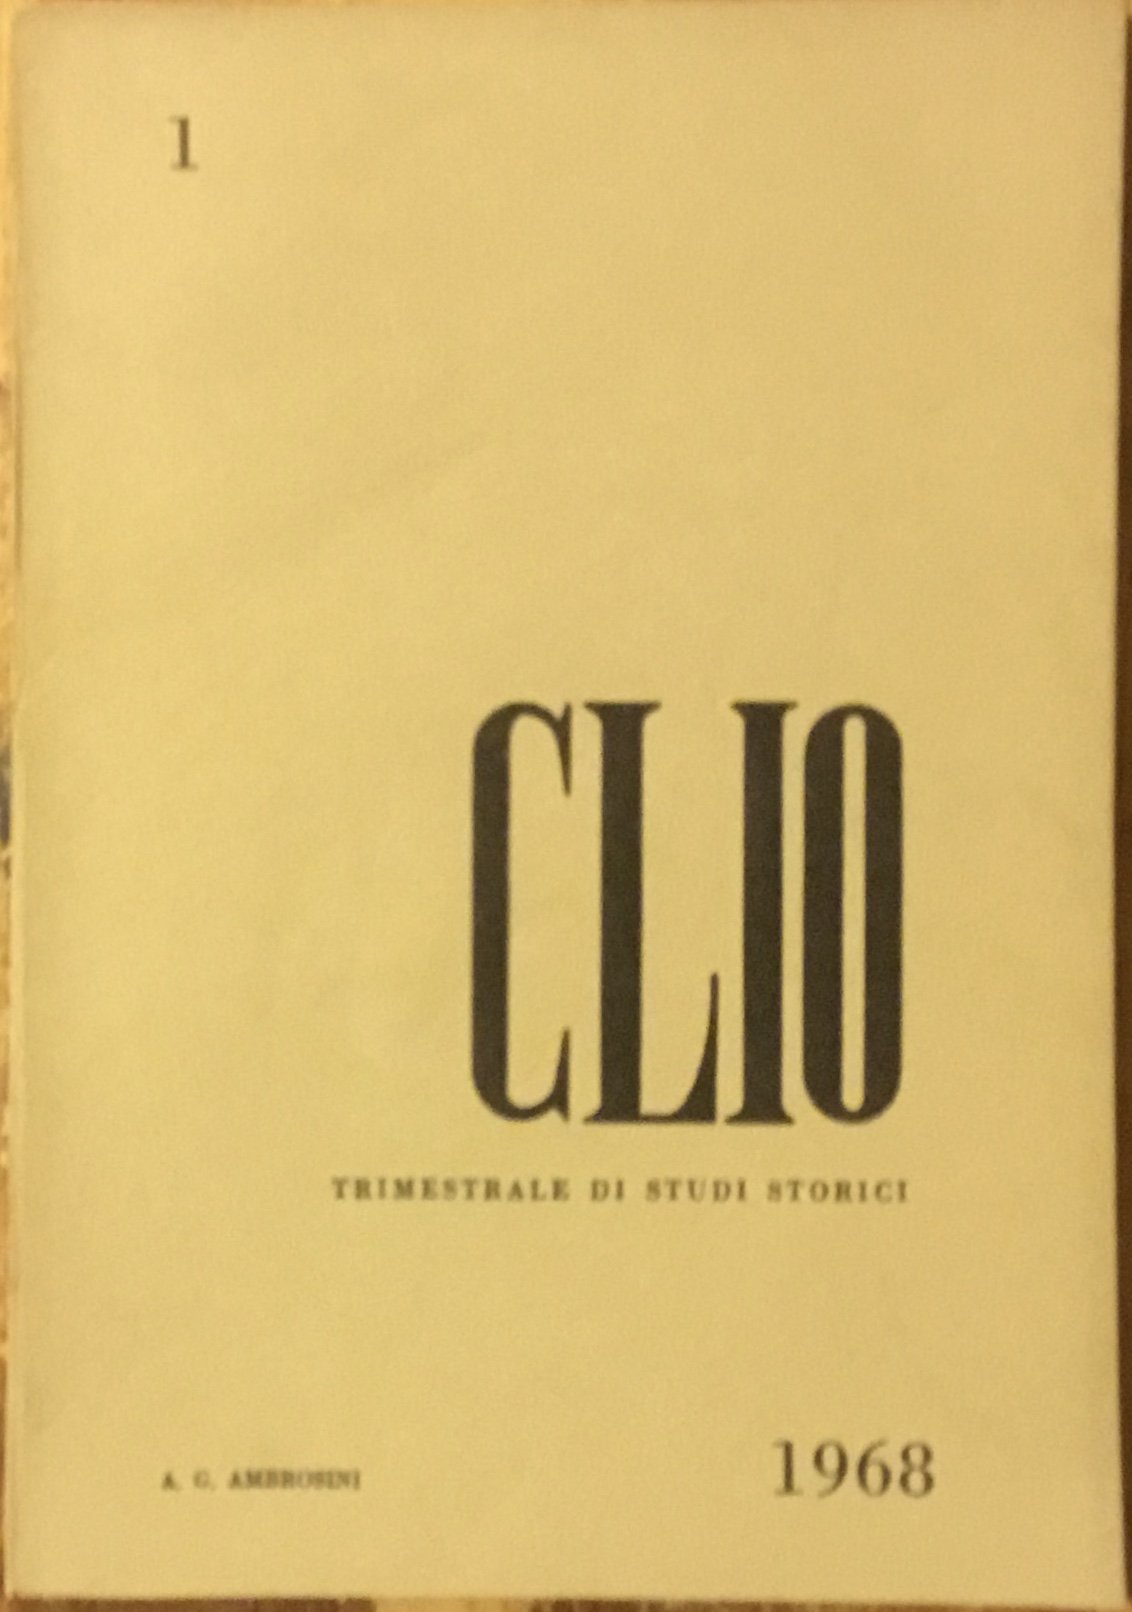 1
CLIO
TRIMESTRALE DI STUDI STORICI
A. G. AMBROSINI
1968